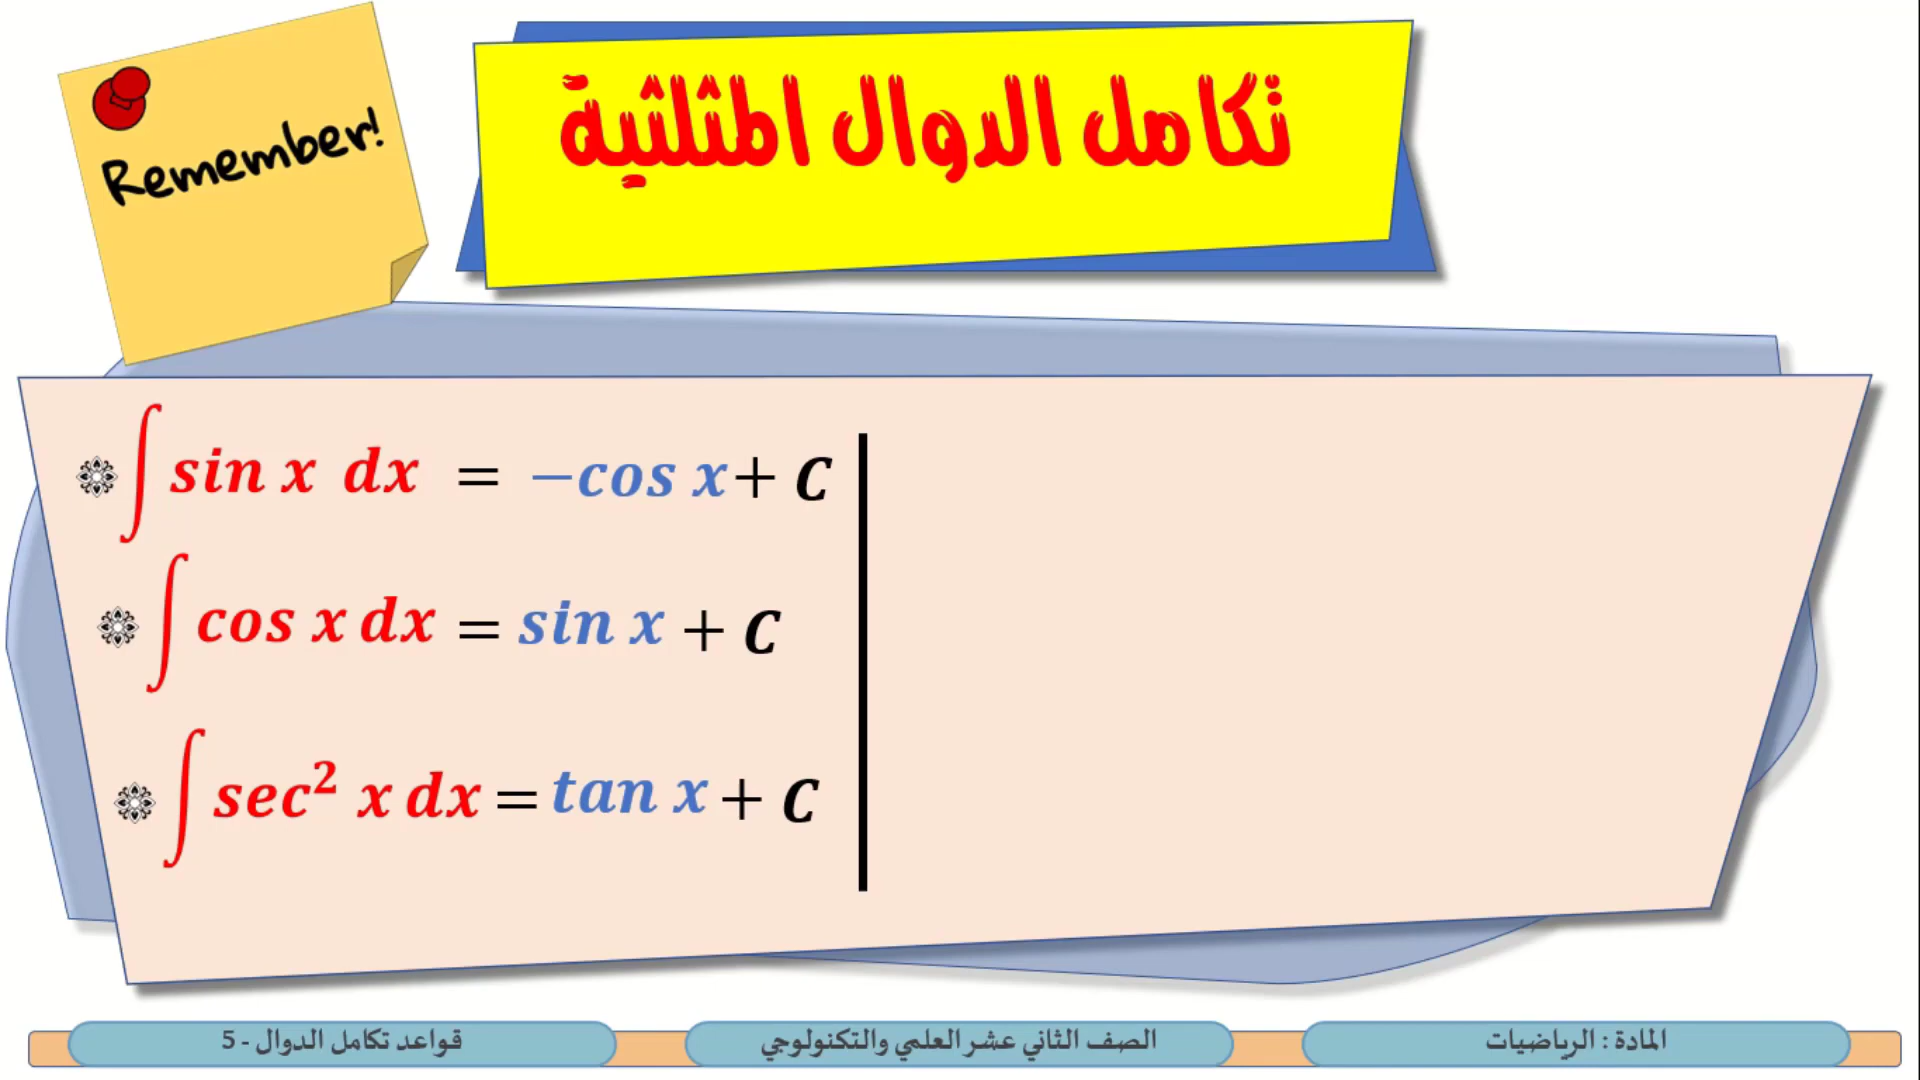 Remember!
تكامل الدوال المثلثية
∫ sin x dx = −cos x + C
∫ cos x dx = sin x + C
∫ sec² x dx = tan x + C
المادة : الرياضيات
الصف الثاني عشر العلمي والتكنولوجي
قواعد تكامل الدوال - 5